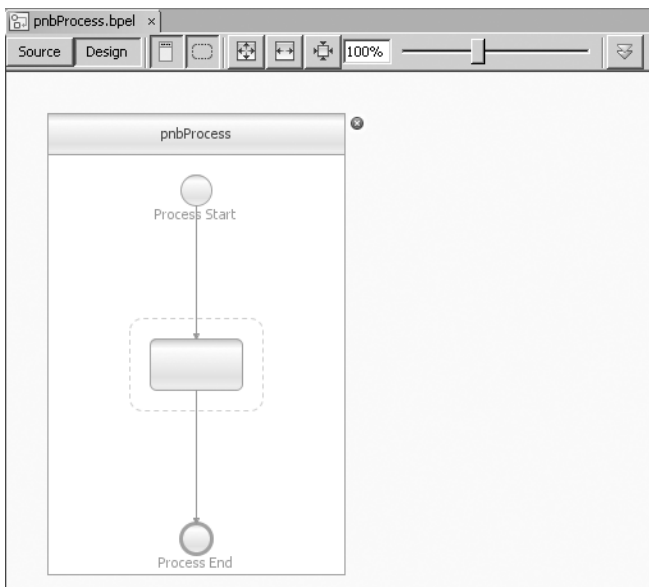 pnbProcess.bpel ×
Source Design 100%
pnbProcess
Process Start
Process End